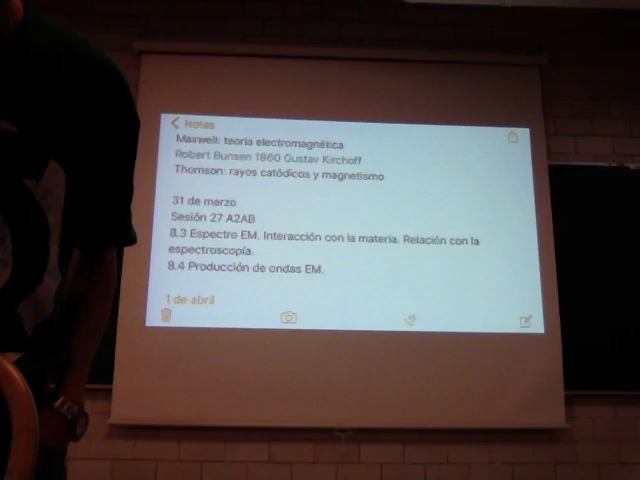 Notas
Maxwell: teoría electromagnética
Robert Bunsen 1860 Gustav Kirchoff
Thomson: rayos catódicos y magnetismo
31 de marzo
Sesión 27 A2AB
8.3 Espectro EM. Interacción con la materia. Relación con la
espectroscopía.
8.4 Producción de ondas EM.
1 de abril